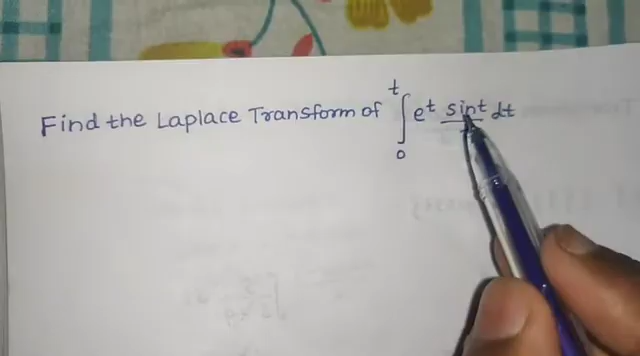 Find the Laplace Transform of ∫₀ᵗ eᵗ sint dt